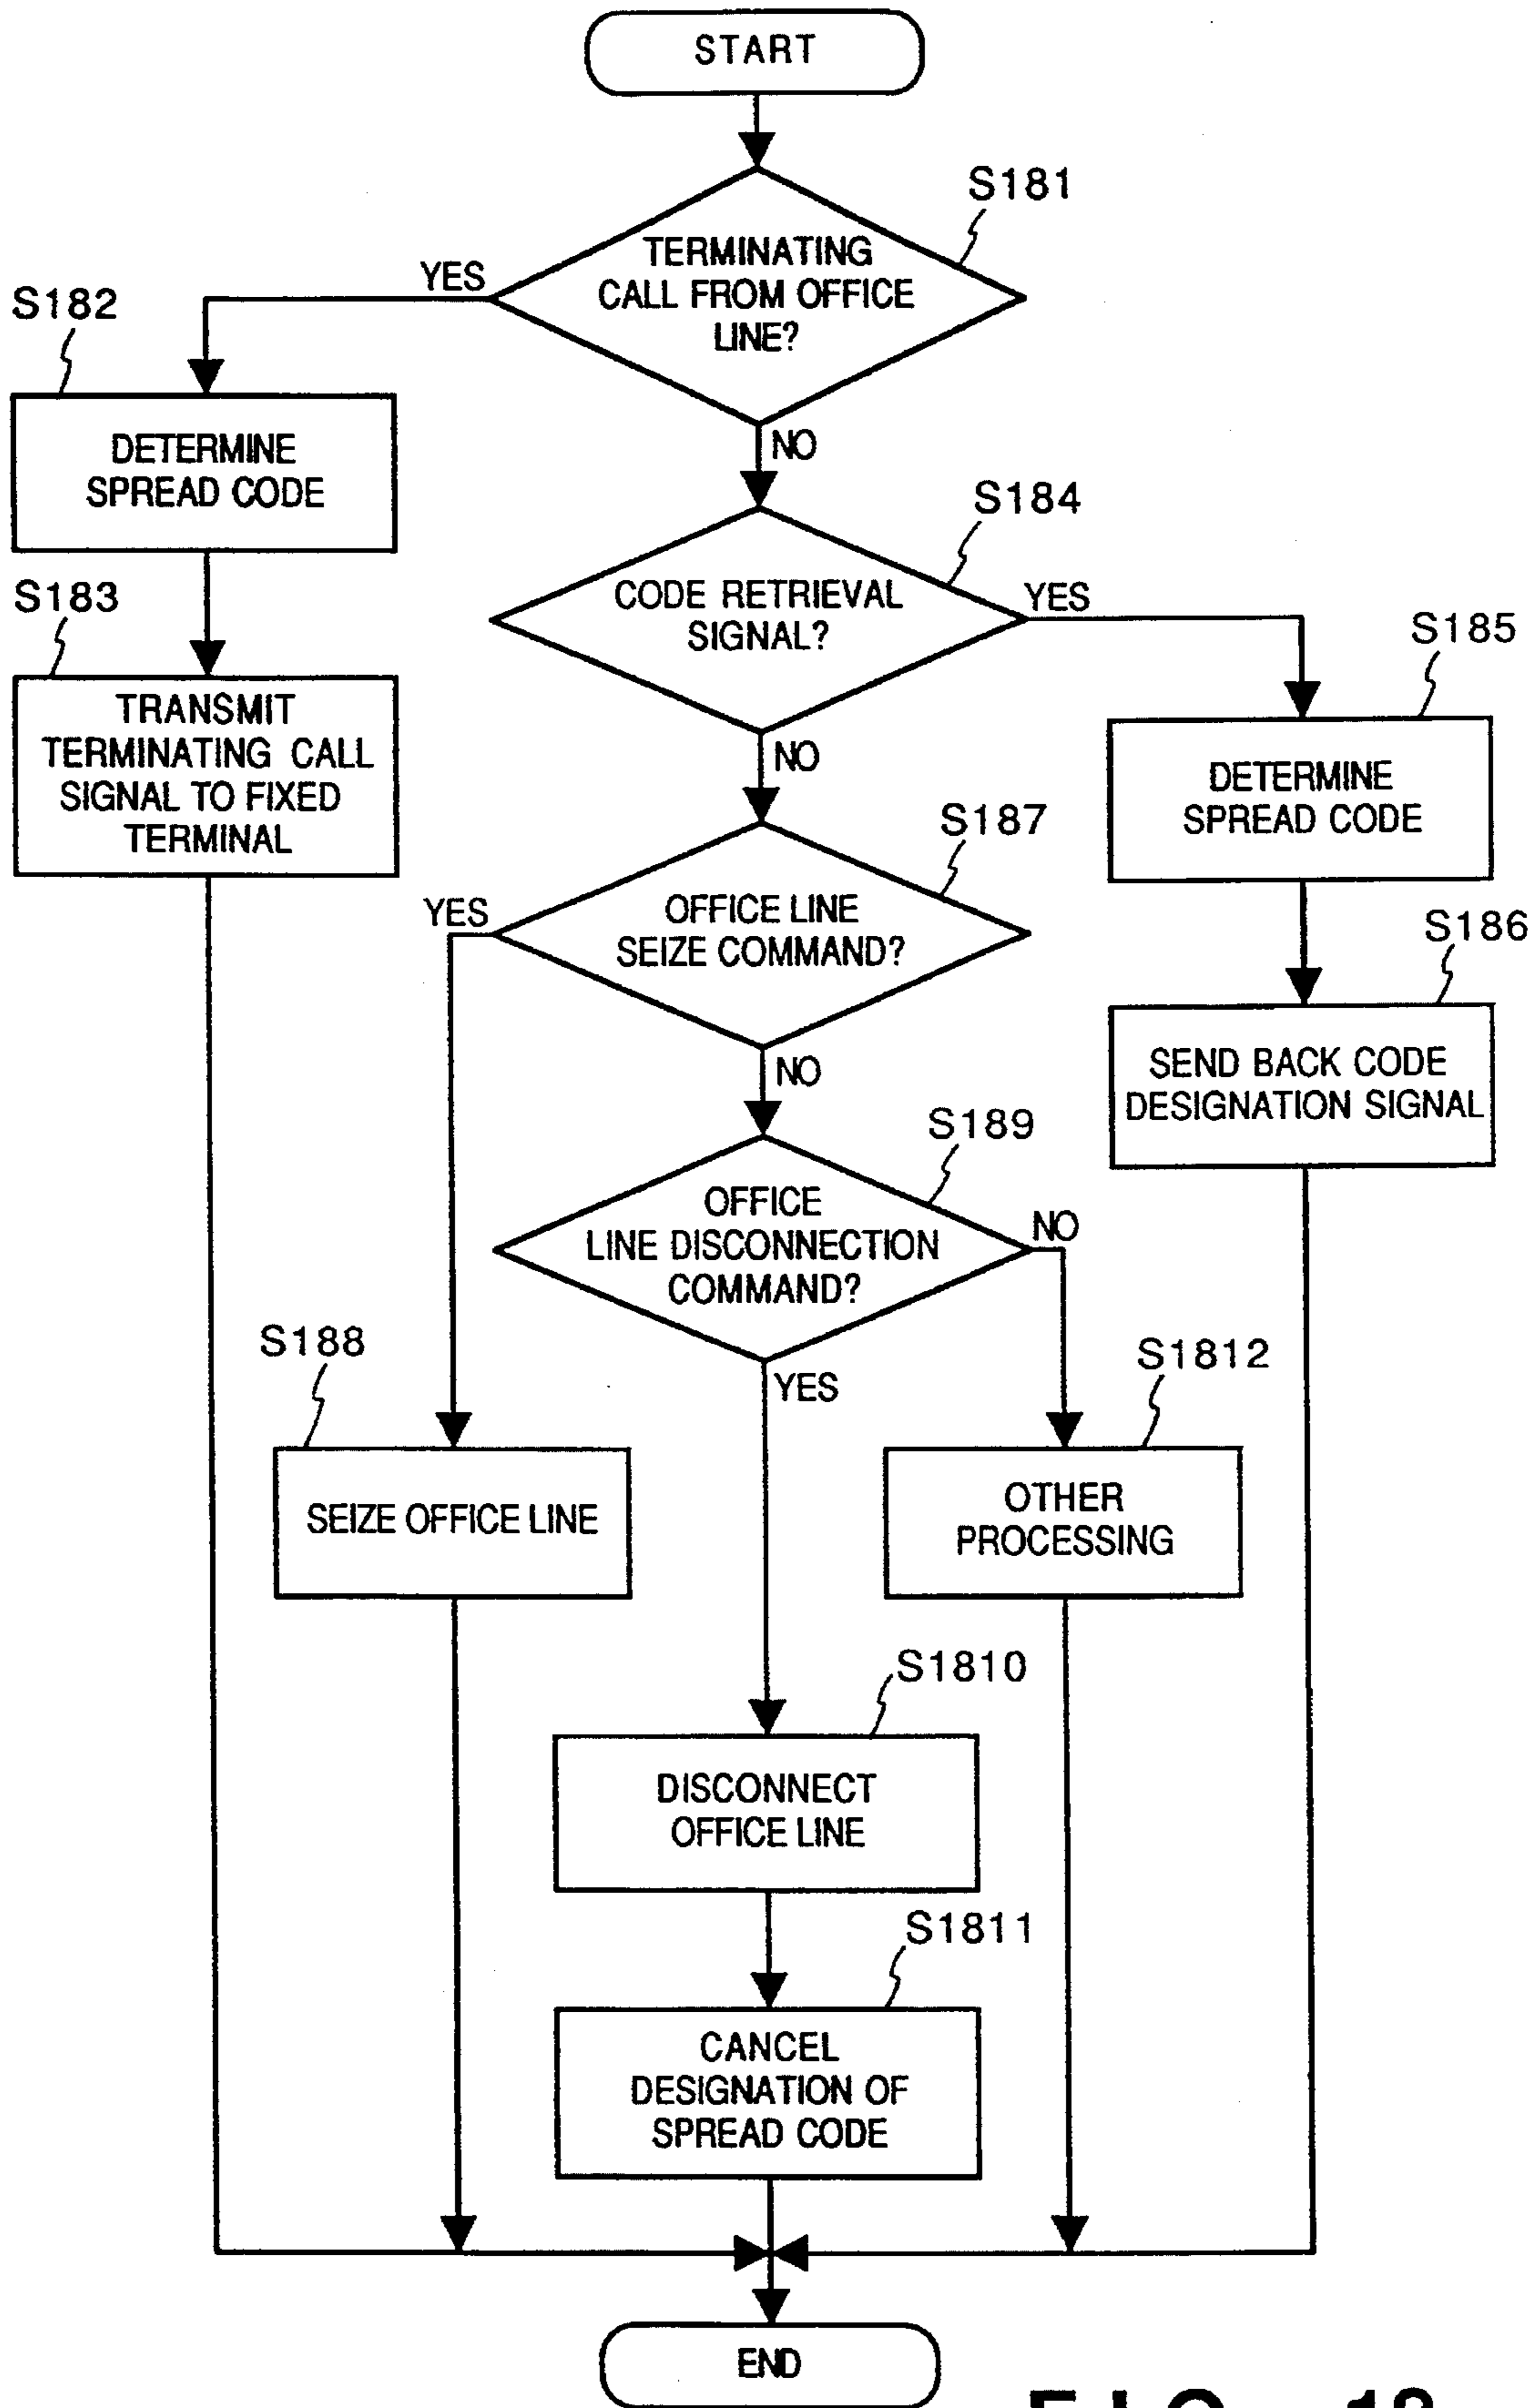 START
S181
TERMINATING
CALL FROM OFFICE
LINE?
YES
NO
S182
DETERMINE
SPREAD CODE
S183
TRANSMIT
TERMINATING CALL
SIGNAL TO FIXED
TERMINAL
S184
CODE RETRIEVAL
SIGNAL?
YES
NO
S185
DETERMINE
SPREAD CODE
S186
SEND BACK CODE
DESIGNATION SIGNAL
S187
OFFICE LINE
SEIZE COMMAND?
YES
NO
S189
OFFICE
LINE DISCONNECTION
COMMAND?
NO
YES
S188
SEIZE OFFICE LINE
S1812
OTHER
PROCESSING
S1810
DISCONNECT
OFFICE LINE
S1811
CANCEL
DESIGNATION OF
SPREAD CODE
END